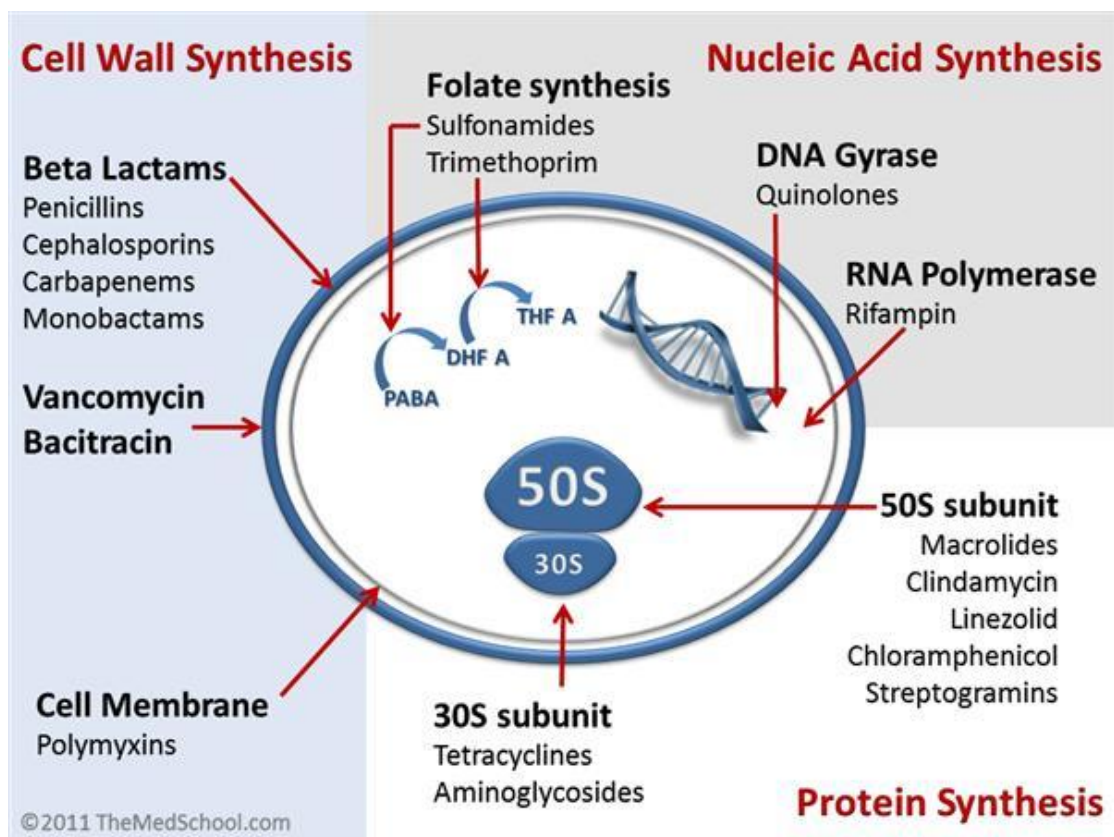 Cell Wall Synthesis
Nucleic Acid Synthesis
Folate synthesis
Sulfonamides
Trimethoprim
DNA Gyrase
Quinolones
Beta Lactams
Penicillins
Cephalosporins
Carbapenems
Monobactams
RNA Polymerase
Rifampin
THF A
DHF A
PABA
Vancomycin
Bacitracin
50S
30S
50S subunit
Macrolides
Clindamycin
Linezolid
Chloramphenicol
Streptogramins
Cell Membrane
Polymyxins
30S subunit
Tetracyclines
Aminoglycosides
Protein Synthesis
©2011 TheMedSchool.com